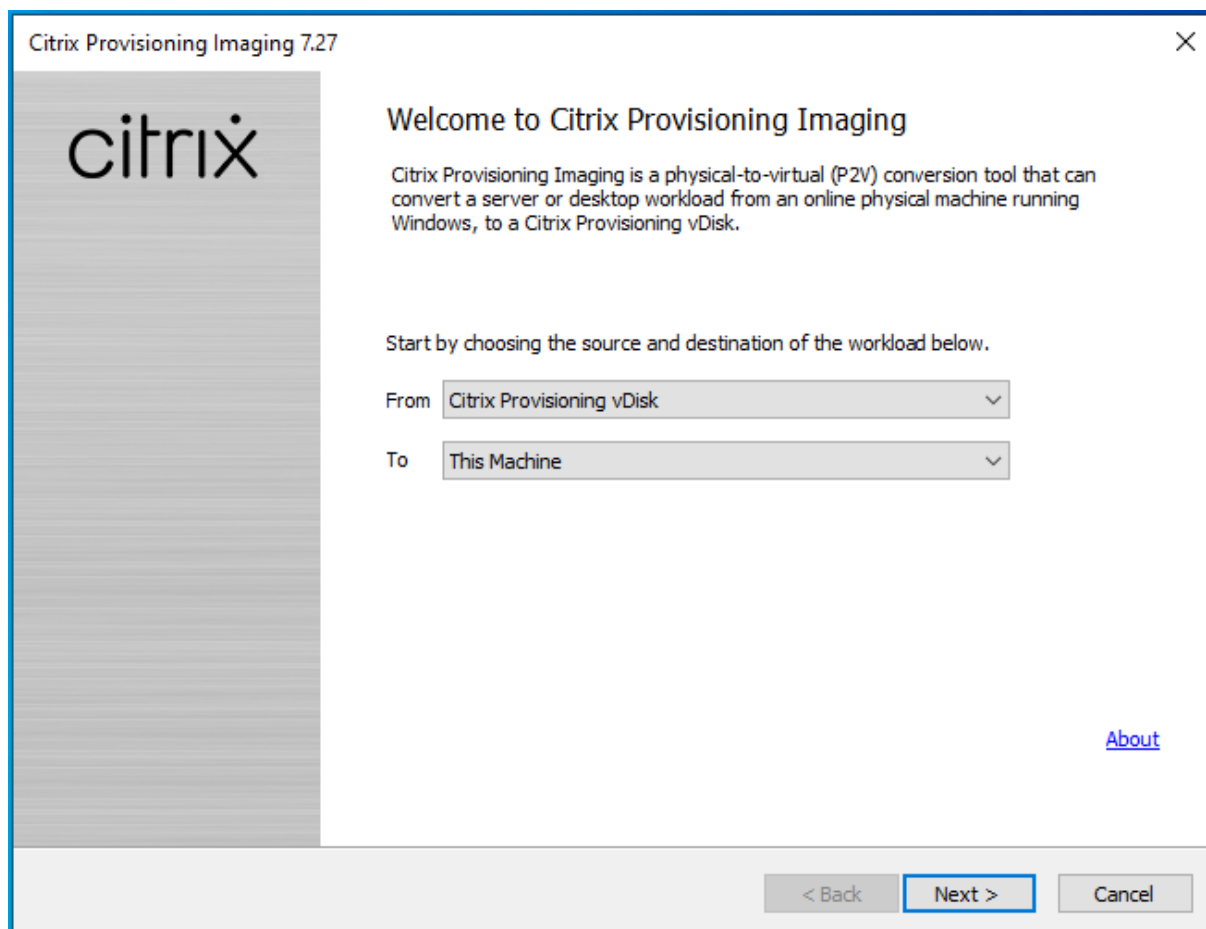 Citrix Provisioning Imaging 7.27
citrix
Welcome to Citrix Provisioning Imaging
Citrix Provisioning Imaging is a physical-to-virtual (P2V) conversion tool that can
convert a server or desktop workload from an online physical machine running
Windows, to a Citrix Provisioning vDisk.
Start by choosing the source and destination of the workload below.
From Citrix Provisioning vDisk
To This Machine
About
< Back Next > Cancel